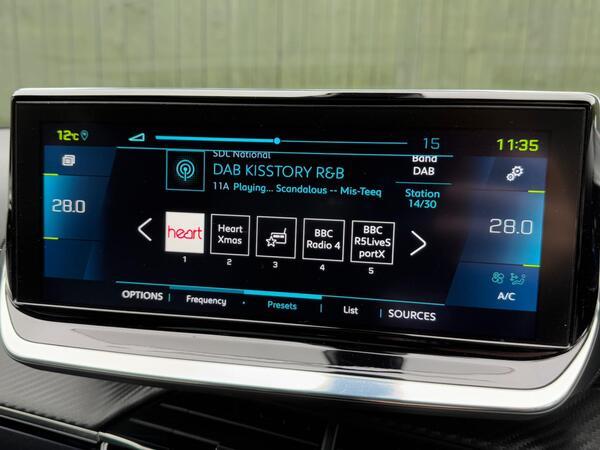 12°C
15
11:35
SDL National
DAB KISSTORY R&B
11A Playing... Scandalous -- Mis-Teeq
Band
DAB
Station
14/30
28.0
28.0
heart
Heart
Xmas
BBC
Radio 4
BBC
R5LiveS
portX
1
2
3
4
5
A/C
OPTIONS
Frequency
Presets
List
SOURCES